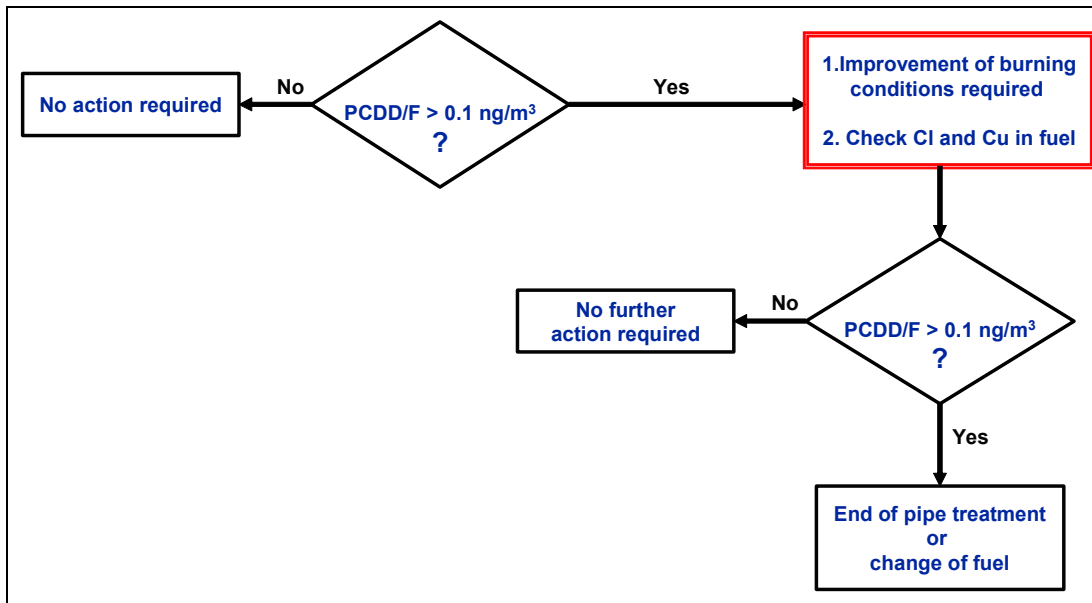 No action required
No
PCDD/F > 0.1 ng/m³
?
Yes
1.Improvement of burning
conditions required
2. Check Cl and Cu in fuel
No further
action required
No
PCDD/F > 0.1 ng/m³
?
Yes
End of pipe treatment
or
change of fuel